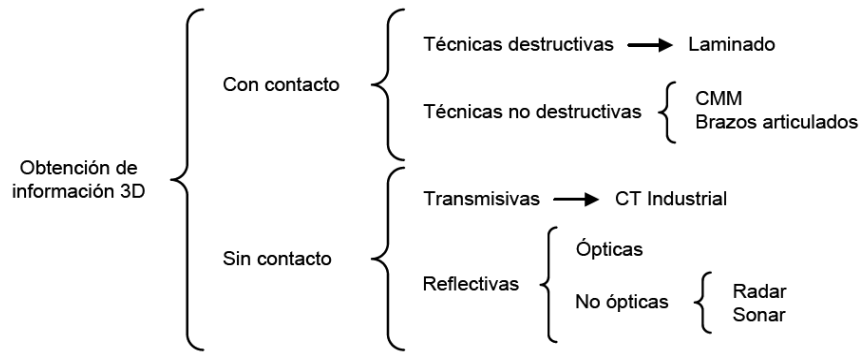 Obtención de
información 3D
Con contacto
Técnicas destructivas
Laminado
Técnicas no destructivas
CMM
Brazos articulados
Sin contacto
Transmisivas
CT Industrial
Reflectivas
Ópticas
No ópticas
Radar
Sonar